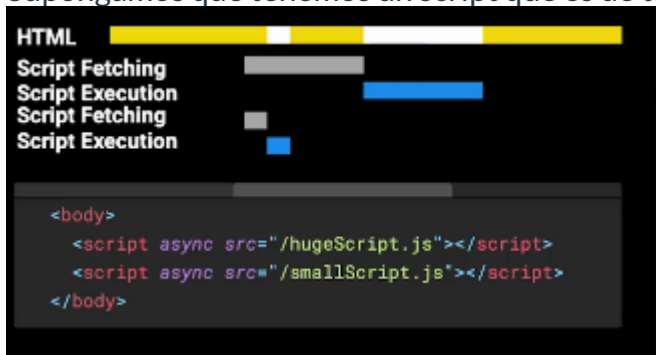 HTML
Script Fetching
Script Execution
Script Fetching
Script Execution
<body>
<script async src="/hugeScript.js"></script>
<script async src="/smallScript.js"></script>
</body>